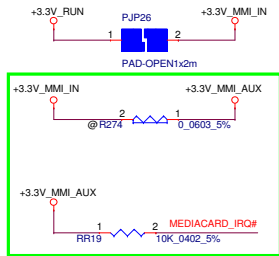 +3.3V_RUN
PJP26
+3.3V_MMI_IN
1
2
PAD-OPEN1x2m
+3.3V_MMI_IN
+3.3V_MMI_AUX
2
1
@R274
0_0603_5%
+3.3V_MMI_AUX
1
2
MEDIACARD_IRQ#
RR19
10K_0402_5%